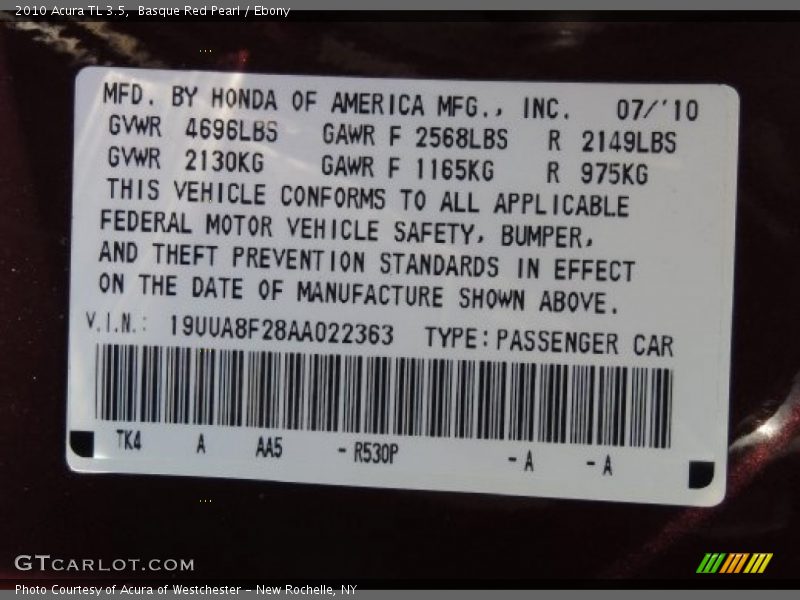 2010 Acura TL 3.5, Basque Red Pearl / Ebony
MFD. BY HONDA OF AMERICA MFG., INC. 07/'10
GVWR 4696LBS GAWR F 2568LBS R 2149LBS
GVWR 2130KG GAWR F 1165KG R 975KG
THIS VEHICLE CONFORMS TO ALL APPLICABLE
FEDERAL MOTOR VEHICLE SAFETY, BUMPER,
AND THEFT PREVENTION STANDARDS IN EFFECT
ON THE DATE OF MANUFACTURE SHOWN ABOVE.
V.I.N.: 19UUA8F28AA022363 TYPE: PASSENGER CAR
TK4 A AA5 - R530P - A - A
GTCARLOT.COM
Photo Courtesy of Acura of Westchester - New Rochelle, NY